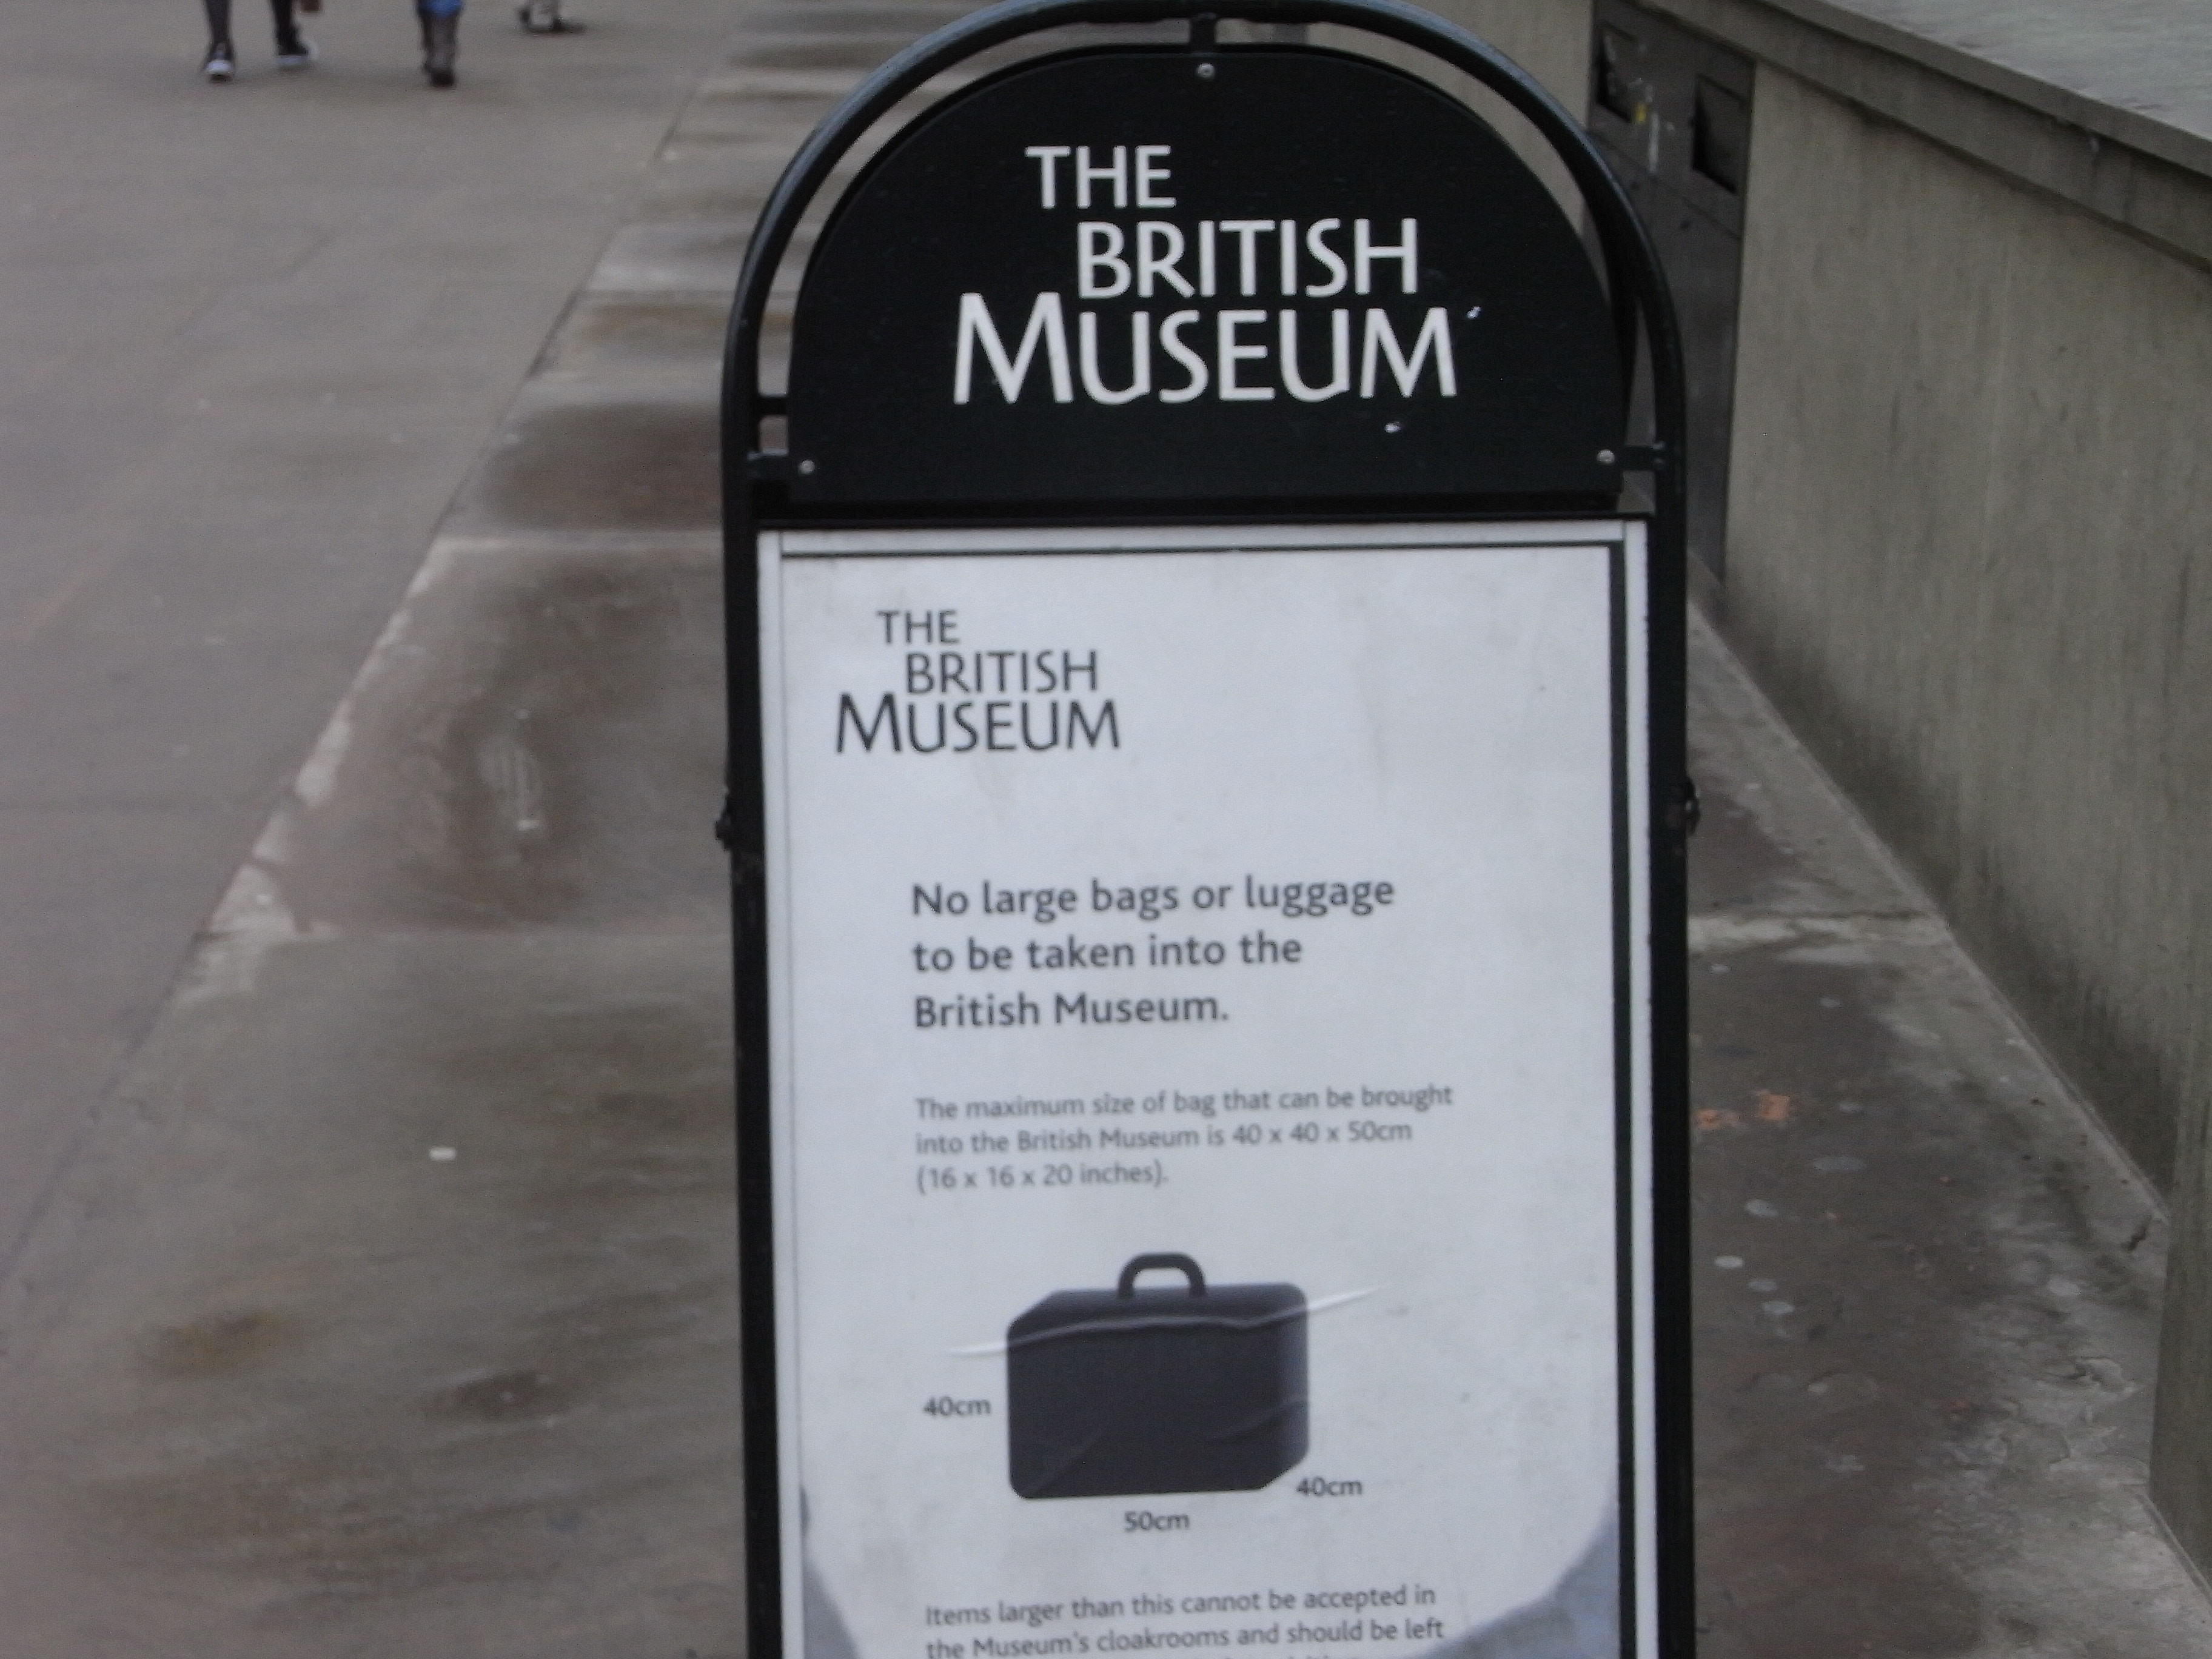 THE
BRITISH
MUSEUM
THE
BRITISH
MUSEUM
No large bags or luggage
to be taken into the
British Museum.
The maximum size of bag that can be brought
into the British Museum is 40 x 40 x 50cm
(16 x 16 x 20 inches).
40cm
40cm
50cm
Items larger than this cannot be accepted in
the Museum's cloakrooms and should be left